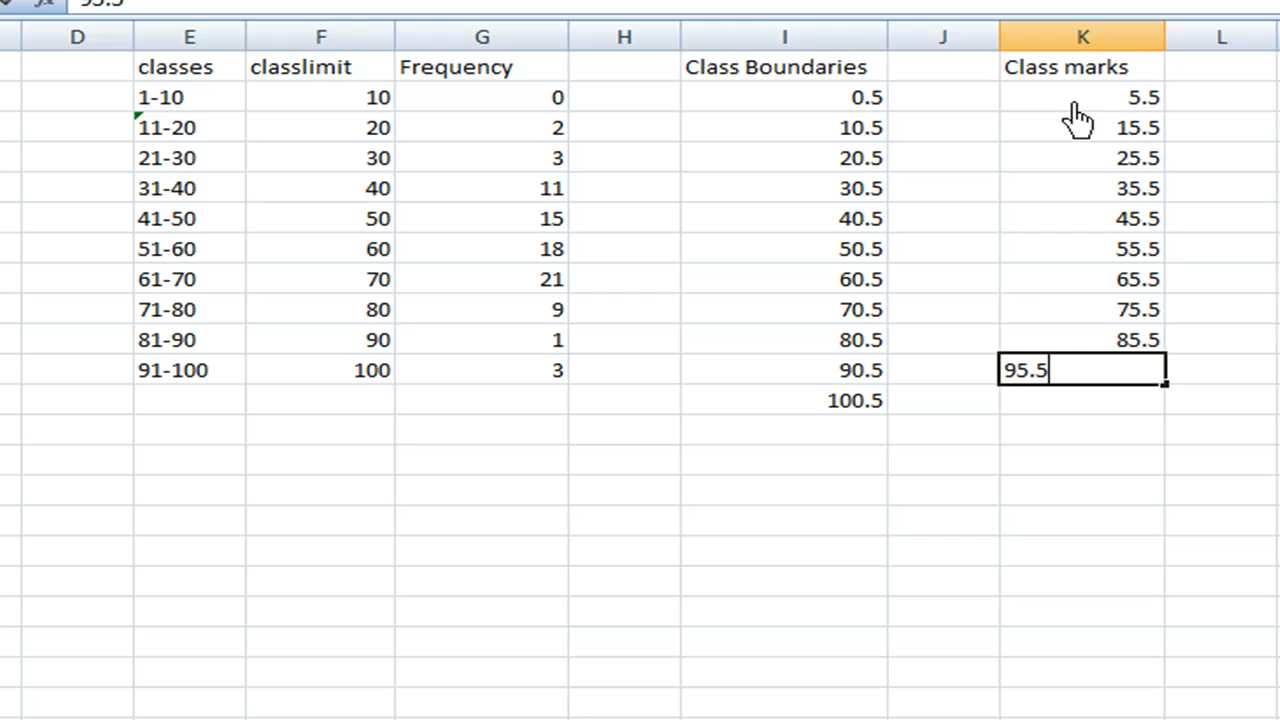 95.5
D E F G H I J K L
classes classlimit Frequency Class Boundaries Class marks
1-10 10 0 0.5 5.5
11-20 20 2 10.5 15.5
21-30 30 3 20.5 25.5
31-40 40 11 30.5 35.5
41-50 50 15 40.5 45.5
51-60 60 18 50.5 55.5
61-70 70 21 60.5 65.5
71-80 80 9 70.5 75.5
81-90 90 1 80.5 85.5
91-100 100 3 90.5 95.5
100.5